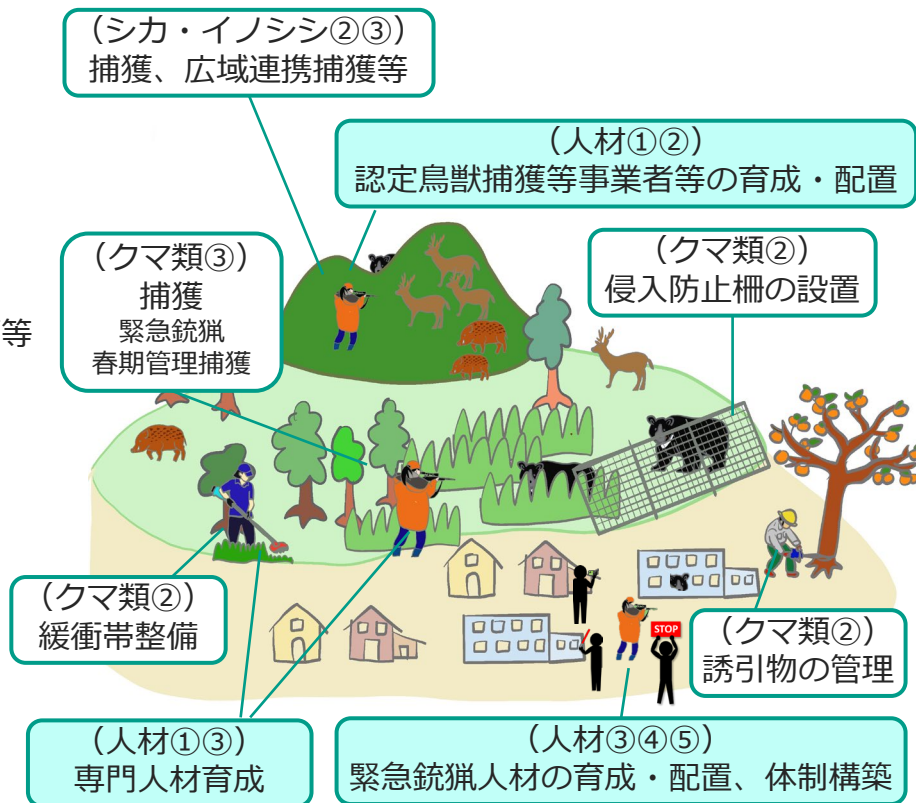 （シカ・イノシシ②③）
捕獲、広域連携捕獲等
（人材①②）
認定鳥獣捕獲等事業者等の育成・配置
（クマ類③）
捕獲
緊急銃猟
春期管理捕獲
（クマ類②）
侵入防止柵の設置
等
（クマ類②）
緩衝帯整備
STOP
（クマ類②）
誘引物の管理
（人材①③）
専門人材育成
（人材③④⑤）
緊急銃猟人材の育成・配置、体制構築